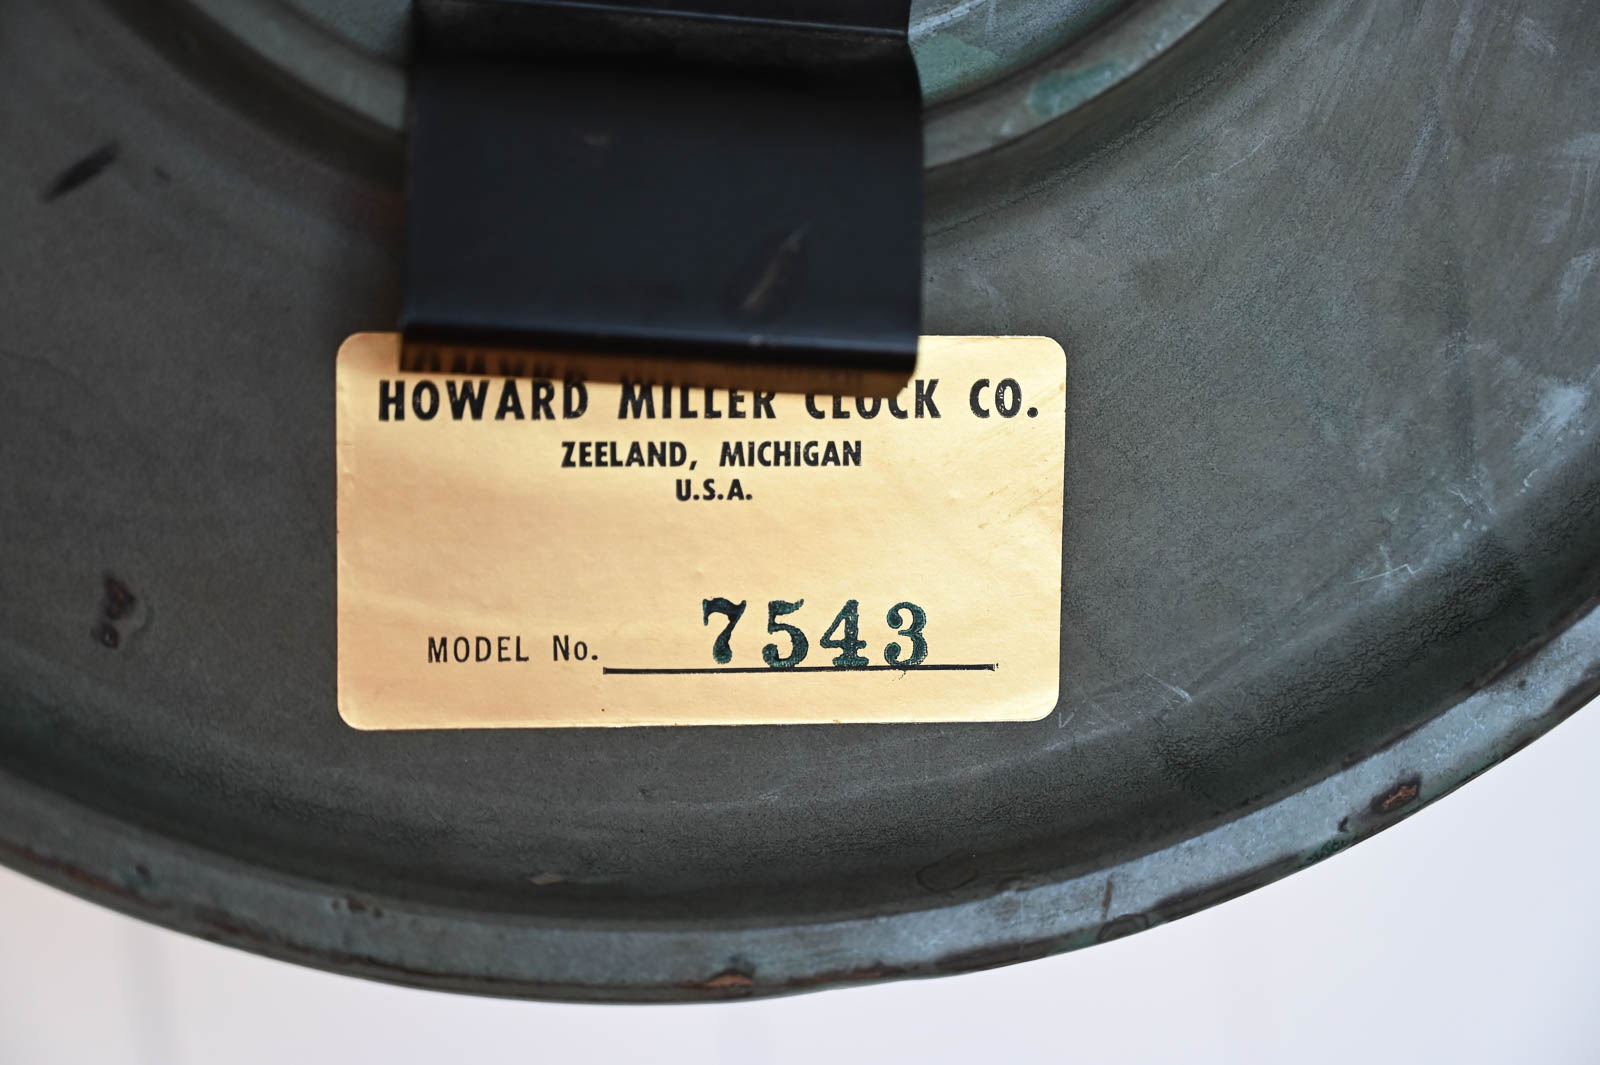 HOWARD MILLER CLOCK CO.
ZEELAND, MICHIGAN
U.S.A.
MODEL No. 7543